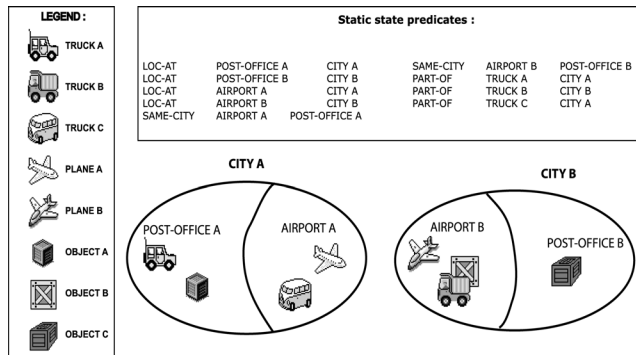 LEGEND :
TRUCK A
TRUCK B
TRUCK C
PLANE A
PLANE B
OBJECT A
OBJECT B
OBJECT C
Static state predicates :
LOC-AT POST-OFFICE A CITY A SAME-CITY AIRPORT B POST-OFFICE B
LOC-AT POST-OFFICE B CITY B PART-OF TRUCK A CITY A
LOC-AT AIRPORT A CITY A PART-OF TRUCK B CITY B
LOC-AT AIRPORT B CITY B PART-OF TRUCK C CITY A
SAME-CITY AIRPORT A POST-OFFICE A
CITY A
POST-OFFICE A
AIRPORT A
CITY B
AIRPORT B
POST-OFFICE B